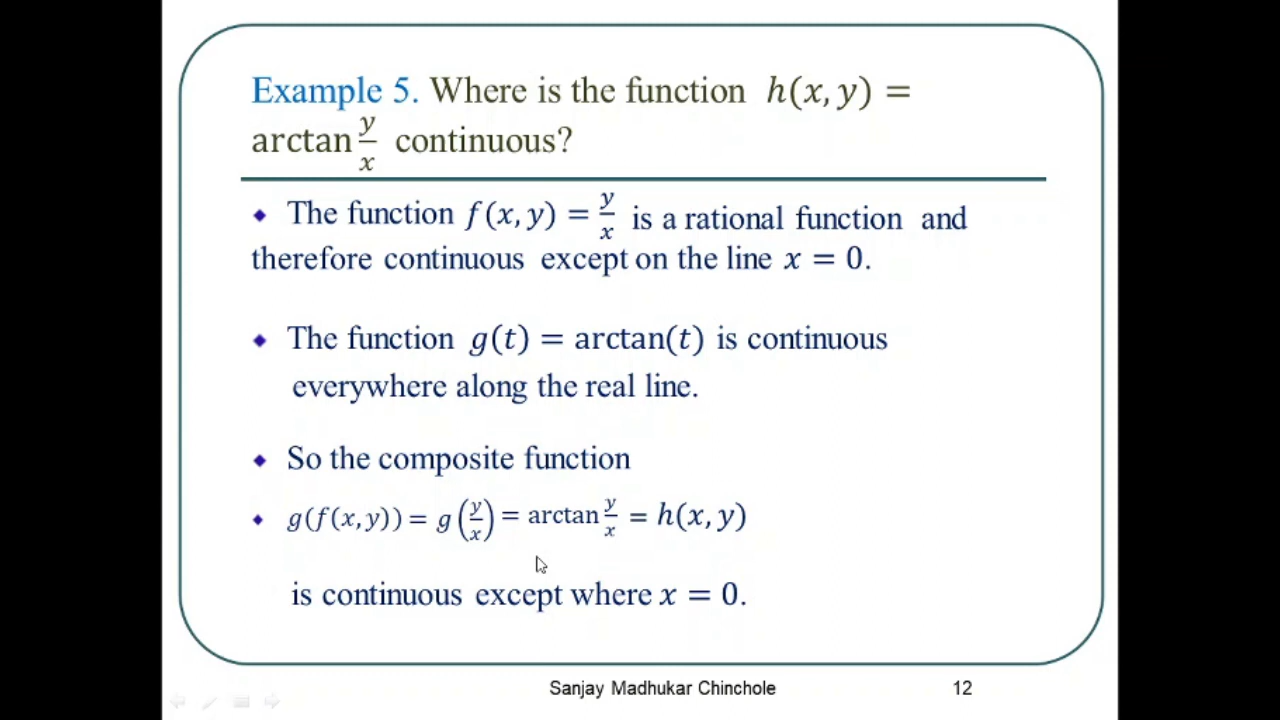 Example 5. Where is the function h(x, y) =
arctan y/x continuous?
◆ The function f(x, y) = y/x is a rational function and
therefore continuous except on the line x = 0.
◆ The function g(t) = arctan(t) is continuous
everywhere along the real line.
◆ So the composite function
◆ g(f(x, y)) = g(y/x) = arctan y/x = h(x, y)
is continuous except where x = 0.
Sanjay Madhukar Chinchole 12